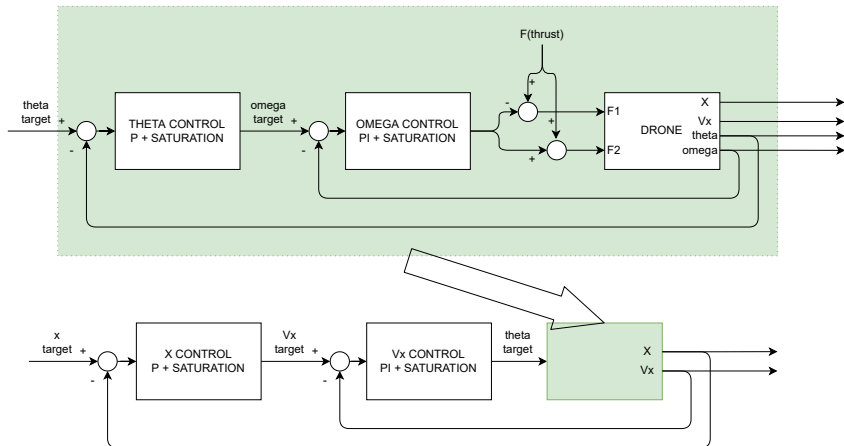 F(thrust)
theta
target
+
-
THETA CONTROL
P + SATURATION
omega
target
+
-
OMEGA CONTROL
PI + SATURATION
-
+
+
+
F1
F2
DRONE
X
Vx
theta
omega
x
target
+
-
X CONTROL
P + SATURATION
Vx
target
+
-
Vx CONTROL
PI + SATURATION
theta
target
X
Vx